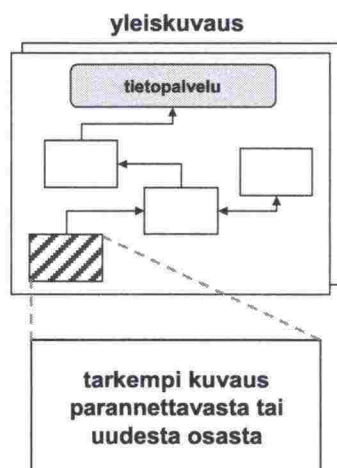 yleiskuvaus
tietopalvelu
tarkempi kuvaus
parannettavasta tai
uudesta osasta